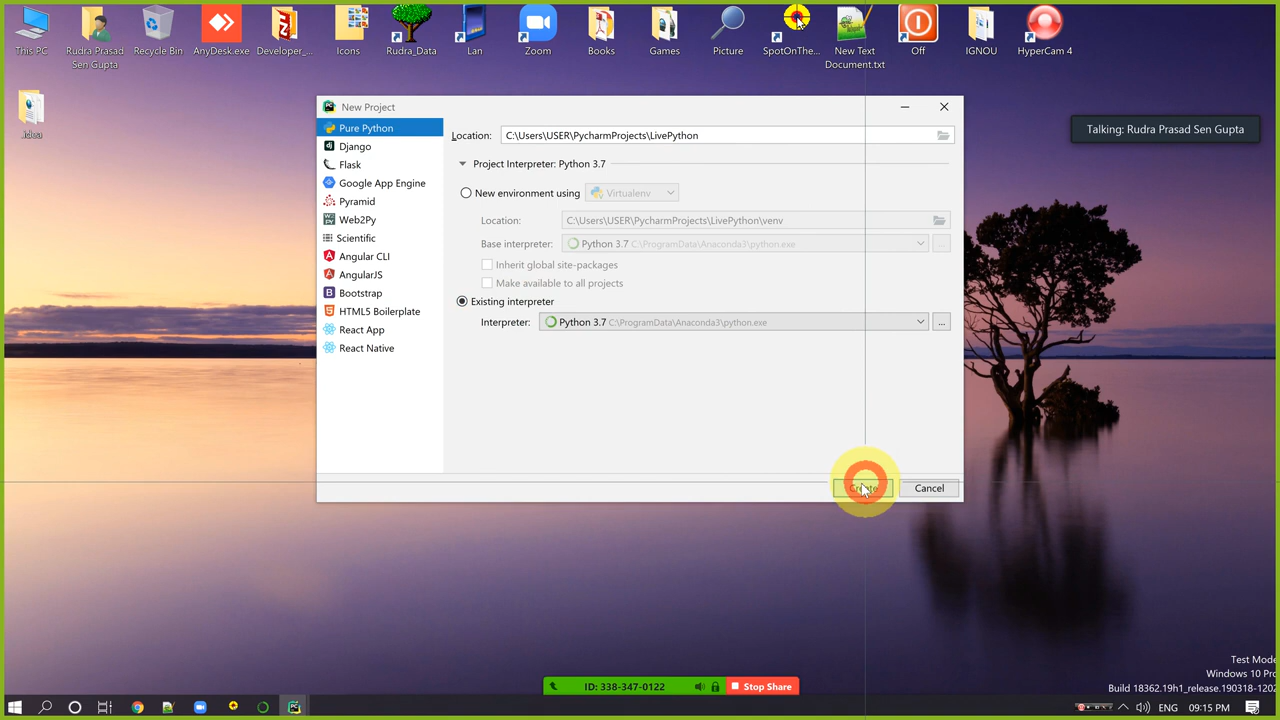 This PC
Rudra Prasad
Sen Gupta
Recycle Bin
AnyDesk.exe
Developer_...
Icons
Rudra_Data
Lan
Zoom
Books
Games
Picture
SpotOnThe...
New Text
Document.txt
Off
IGNOU
HyperCam 4
.idea
New Project
Talking: Rudra Prasad Sen Gupta
Pure Python
Django
Flask
Google App Engine
Pyramid
Web2Py
Scientific
Angular CLI
AngularJS
Bootstrap
HTML5 Boilerplate
React App
React Native
Location: C:\Users\USER\PycharmProjects\LivePython
Project Interpreter: Python 3.7
New environment using Virtualenv
Location: C:\Users\USER\PycharmProjects\LivePython\venv
Base interpreter: Python 3.7 C:\ProgramData\Anaconda3\python.exe ...
Inherit global site-packages
Make available to all projects
Existing interpreter
Interpreter: Python 3.7 C:\ProgramData\Anaconda3\python.exe ...
Cancel
Test Mode
Windows 10 Pro
Build 18362.19h1_release.190318-1202
ID: 338-347-0122 Stop Share
ENG 09:15 PM